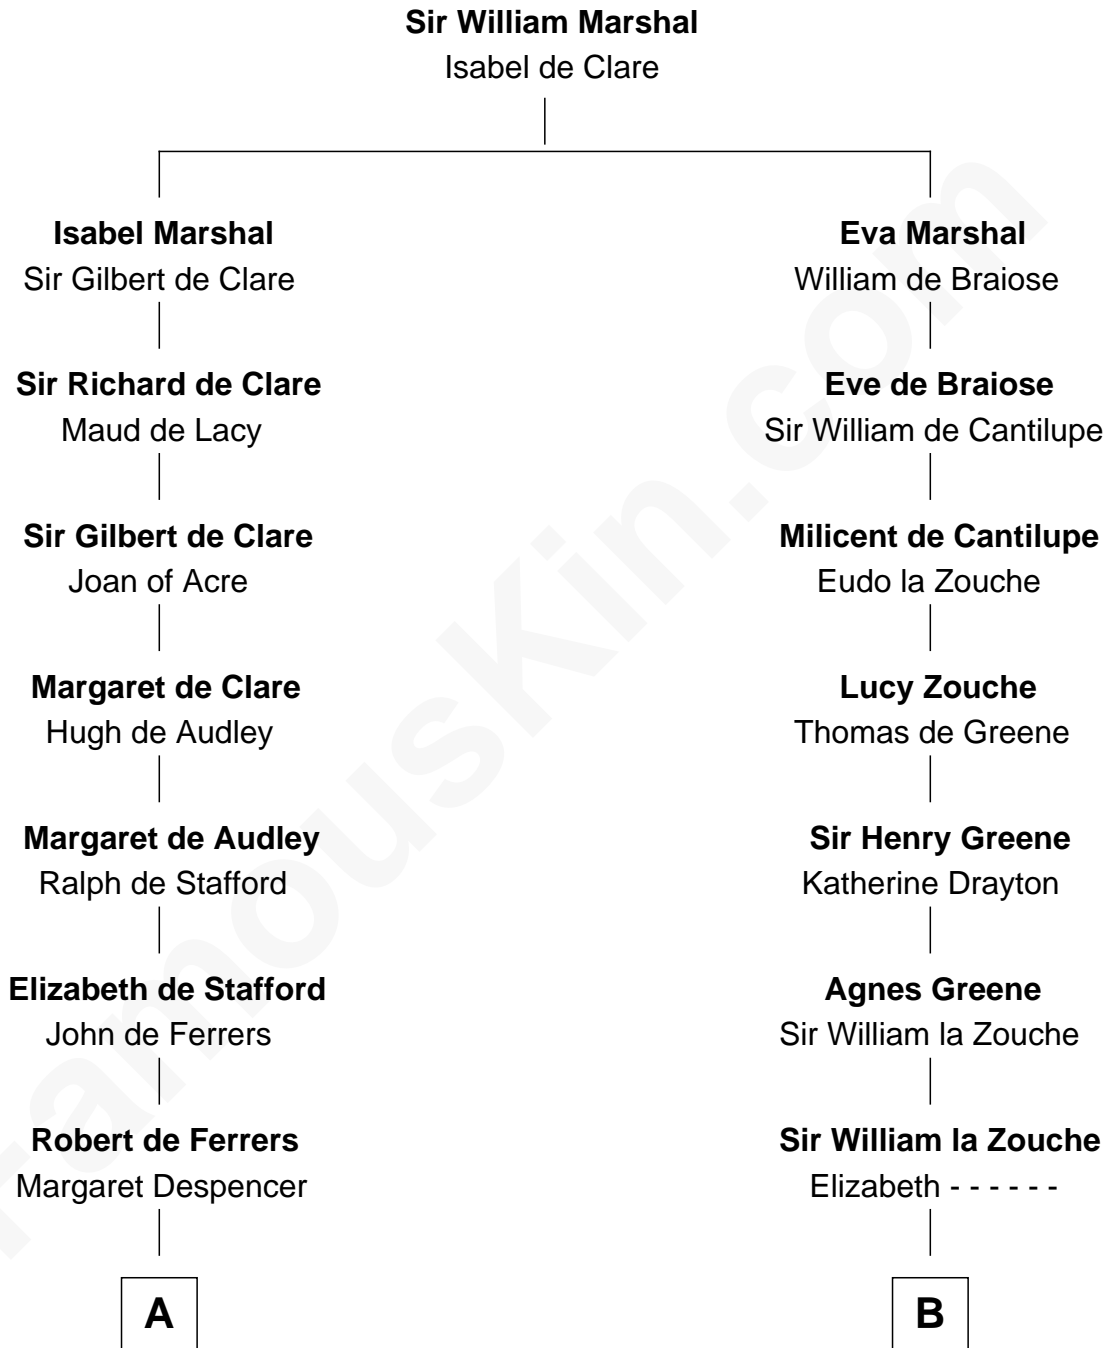 Sir William Marshal
Isabel de Clare
Isabel Marshal
Sir Gilbert de Clare
Sir Richard de Clare
Maud de Lacy
Sir Gilbert de Clare
Joan of Acre
Margaret de Clare
Hugh de Audley
Margaret de Audley
Ralph de Stafford
Elizabeth de Stafford
John de Ferrers
Robert de Ferrers
Margaret Despencer
A
Eva Marshal
William de Braiose
Eve de Braiose
Sir William de Cantilupe
Milicent de Cantilupe
Eudo la Zouche
Lucy Zouche
Thomas de Greene
Sir Henry Greene
Katherine Drayton
Agnes Greene
Sir William la Zouche
Sir William la Zouche
Elizabeth - - - - - -
B
FamousKin.com